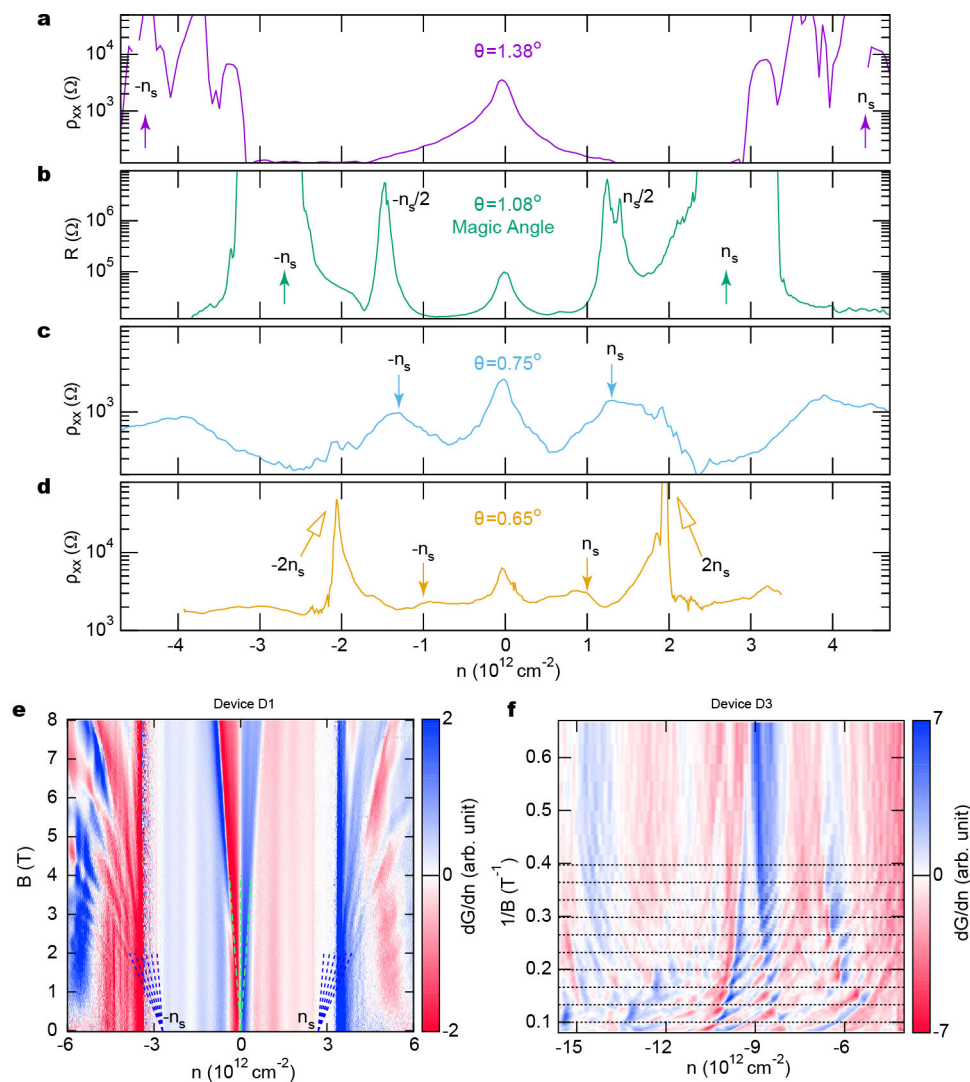 a
ρxx (Ω)
10⁴
10³
θ=1.38°
-nₛ
nₛ
b
R (Ω)
10⁶
10⁵
θ=1.08°
Magic Angle
-nₛ/2
nₛ/2
-nₛ
nₛ
c
ρxx (Ω)
10³
θ=0.75°
-nₛ
nₛ
d
ρxx (Ω)
10⁴
10³
θ=0.65°
-2nₛ
-nₛ
nₛ
2nₛ
-4 -3 -2 -1 0 1 2 3 4
n (10¹² cm⁻²)
e
Device D1
B (T)
8
7
6
5
4
3
2
1
0
-nₛ
nₛ
-6 -3 0 3 6
n (10¹² cm⁻²)
2
0
-2
dG/dn (arb. unit)
f
Device D3
1/B (T⁻¹)
0.6
0.5
0.4
0.3
0.2
0.1
-15 -12 -9 -6
n (10¹² cm⁻²)
7
0
-7
dG/dn (arb. unit)